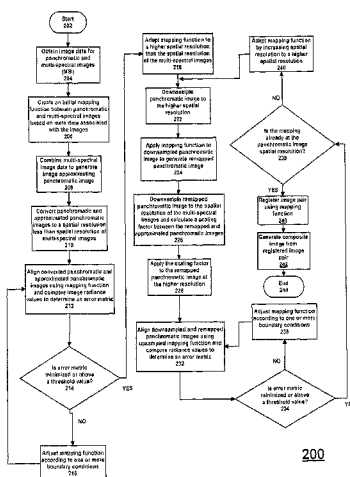 Start
202
Obtain image data for
panchromatic and
multi-spectral images (MSI)
204
Create an initial mapping
function between panchromatic
and multi-spectral images
based on meta data associated
with the images
206
Combine multi-spectral
image data to generate
image approximating
panchromatic image
208
Convert panchromatic and
approximated panchromatic
images to a spatial resolution
less than spatial resolution of
multi-spectral images
210
Align converted panchromatic and
approximated panchromatic
images using mapping function
and compare image radiance
values to determine an error metric
212
Is error metric
minimized or above
a threshold value?
214
YES
NO
Adjust mapping function
according to one or more
boundary conditions
216
Adapt mapping function to
a higher spatial resolution
than the spatial resolution
of the multi-spectral images
218
Downsample
panchromatic image to
the higher spatial
resolution
222
Apply mapping function to
downsampled panchromatic
image to generate remapped
panchromatic image
224
Downsample remapped
panchromatic image to the spatial
resolution of the multi-spectral images
and calculate a scaling
factor between the remapped
and approximated panchromatic images
226
Apply the scaling factor
to the remapped
panchromatic image at
the higher resolution
228
Align downsampled and remapped
panchromatic images using
upsampled mapping function and
compare radiance values to
determine an error metric
232
Is error metric
minimized or above
a threshold value?
234
YES
NO
Adjust mapping function
according to one or more
boundary conditions
236
Is the mapping
already at the
panchromatic image
spatial resolution?
238
NO
YES
Adapt mapping function
by increasing spatial
resolution to a higher
spatial resolution
240
Register image pair
using mapping
function
Generate composite
image from
registered image
pair
242
End
244
200